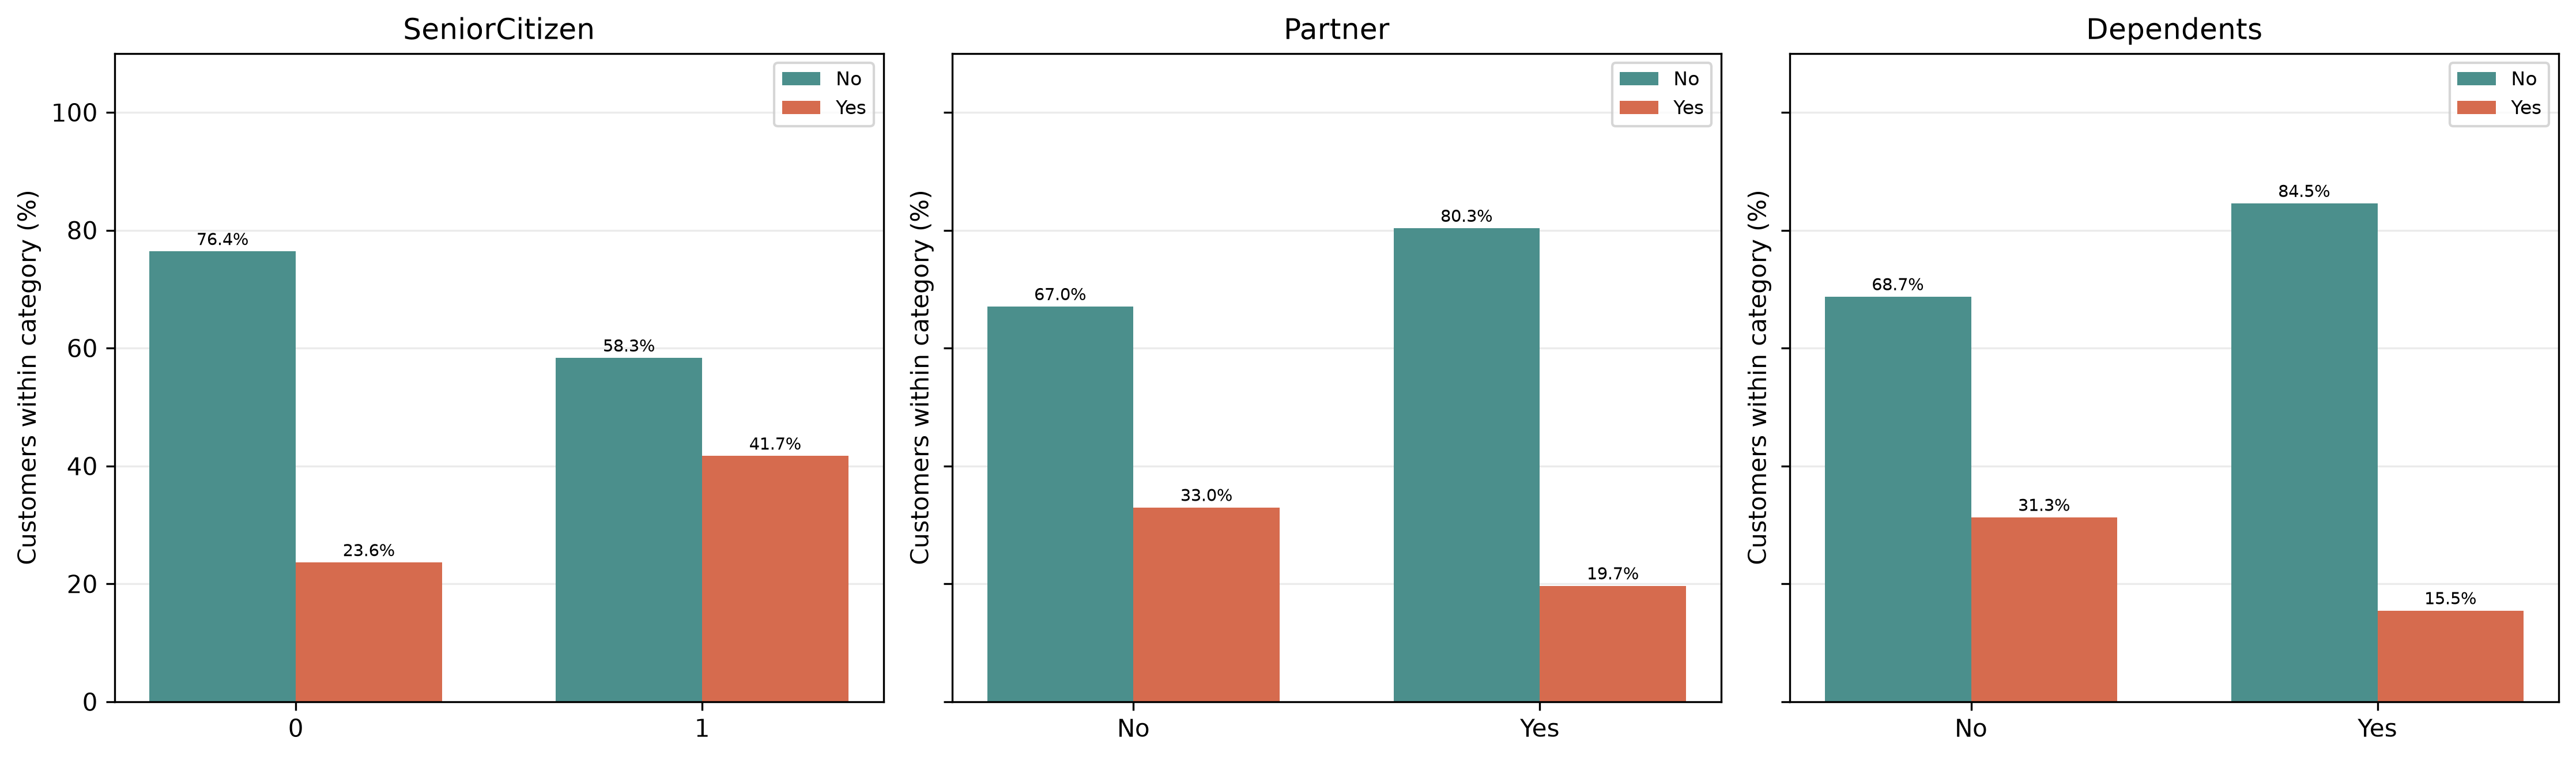 SeniorCitizen
Customers within category (%)
100
80
60
40
20
0
No
Yes
76.4%
23.6%
58.3%
41.7%
0
1
Partner
Customers within category (%)
No
Yes
67.0%
33.0%
80.3%
19.7%
No
Yes
Dependents
Customers within category (%)
No
Yes
68.7%
31.3%
84.5%
15.5%
No
Yes